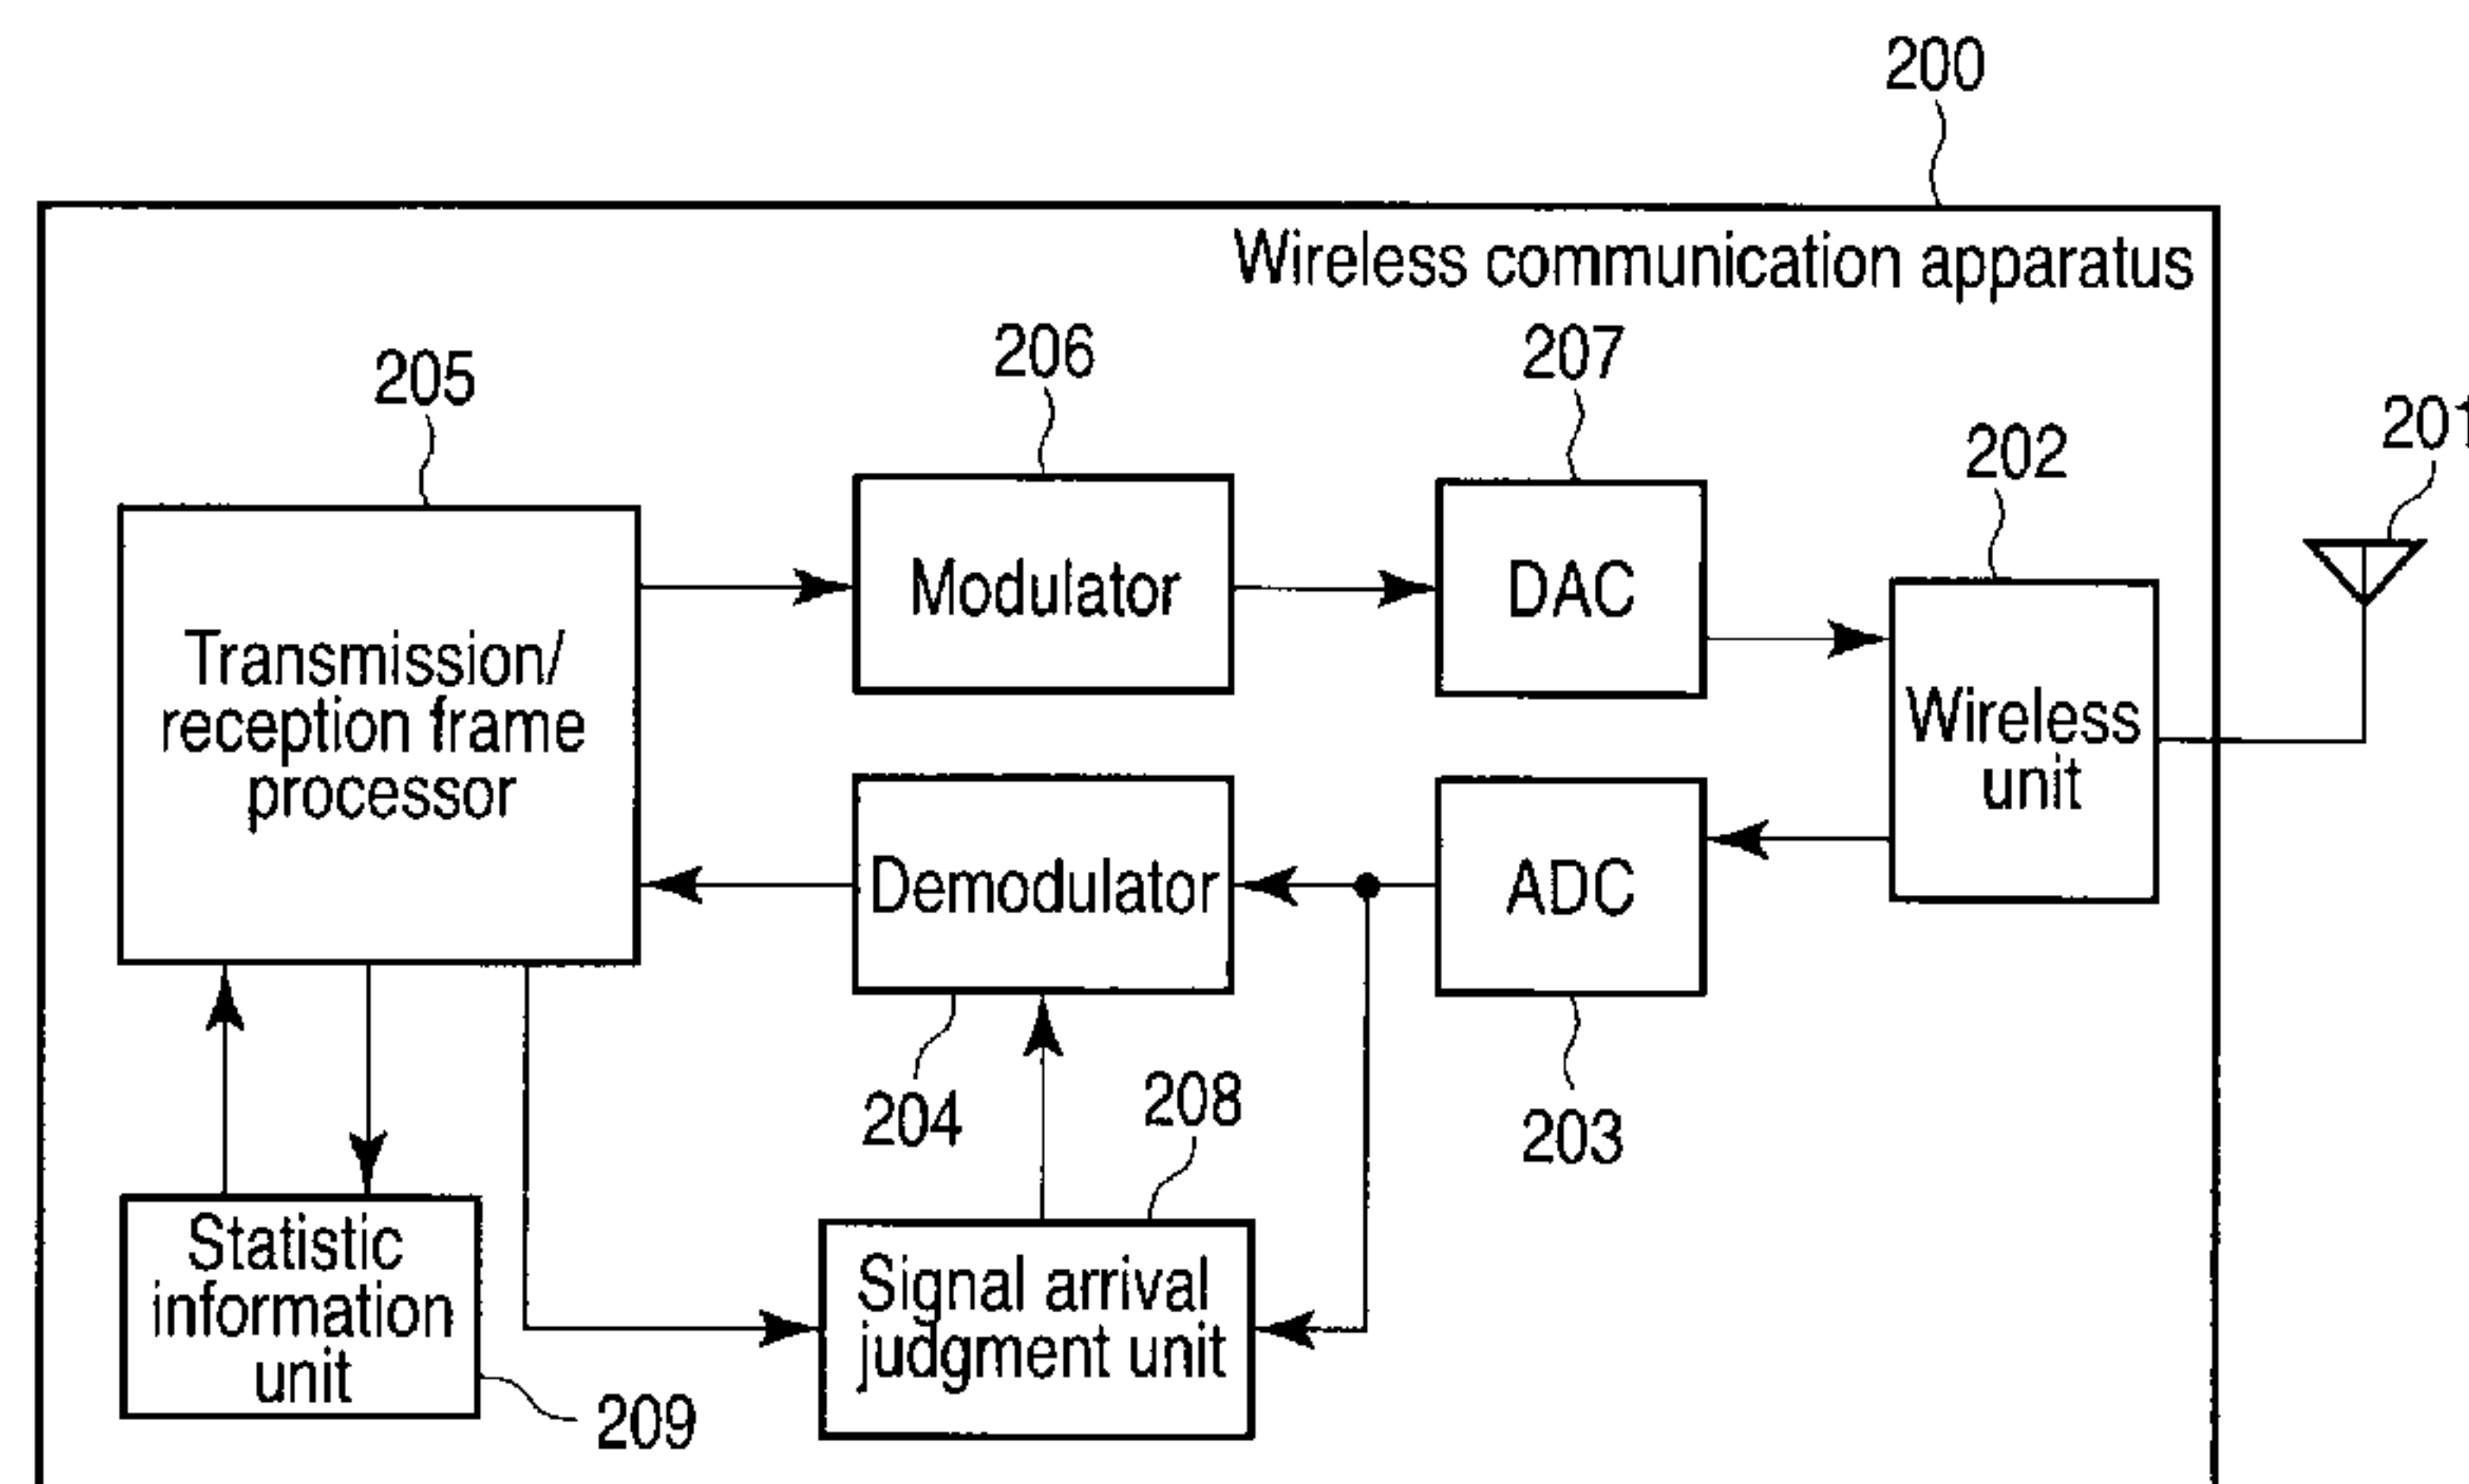 200
Wireless communication apparatus
205
206
207
202
201
Transmission/
reception frame
processor
Modulator
DAC
Wireless
unit
Demodulator
ADC
204
208
203
Statistic
information
unit
Signal arrival
judgment unit
209